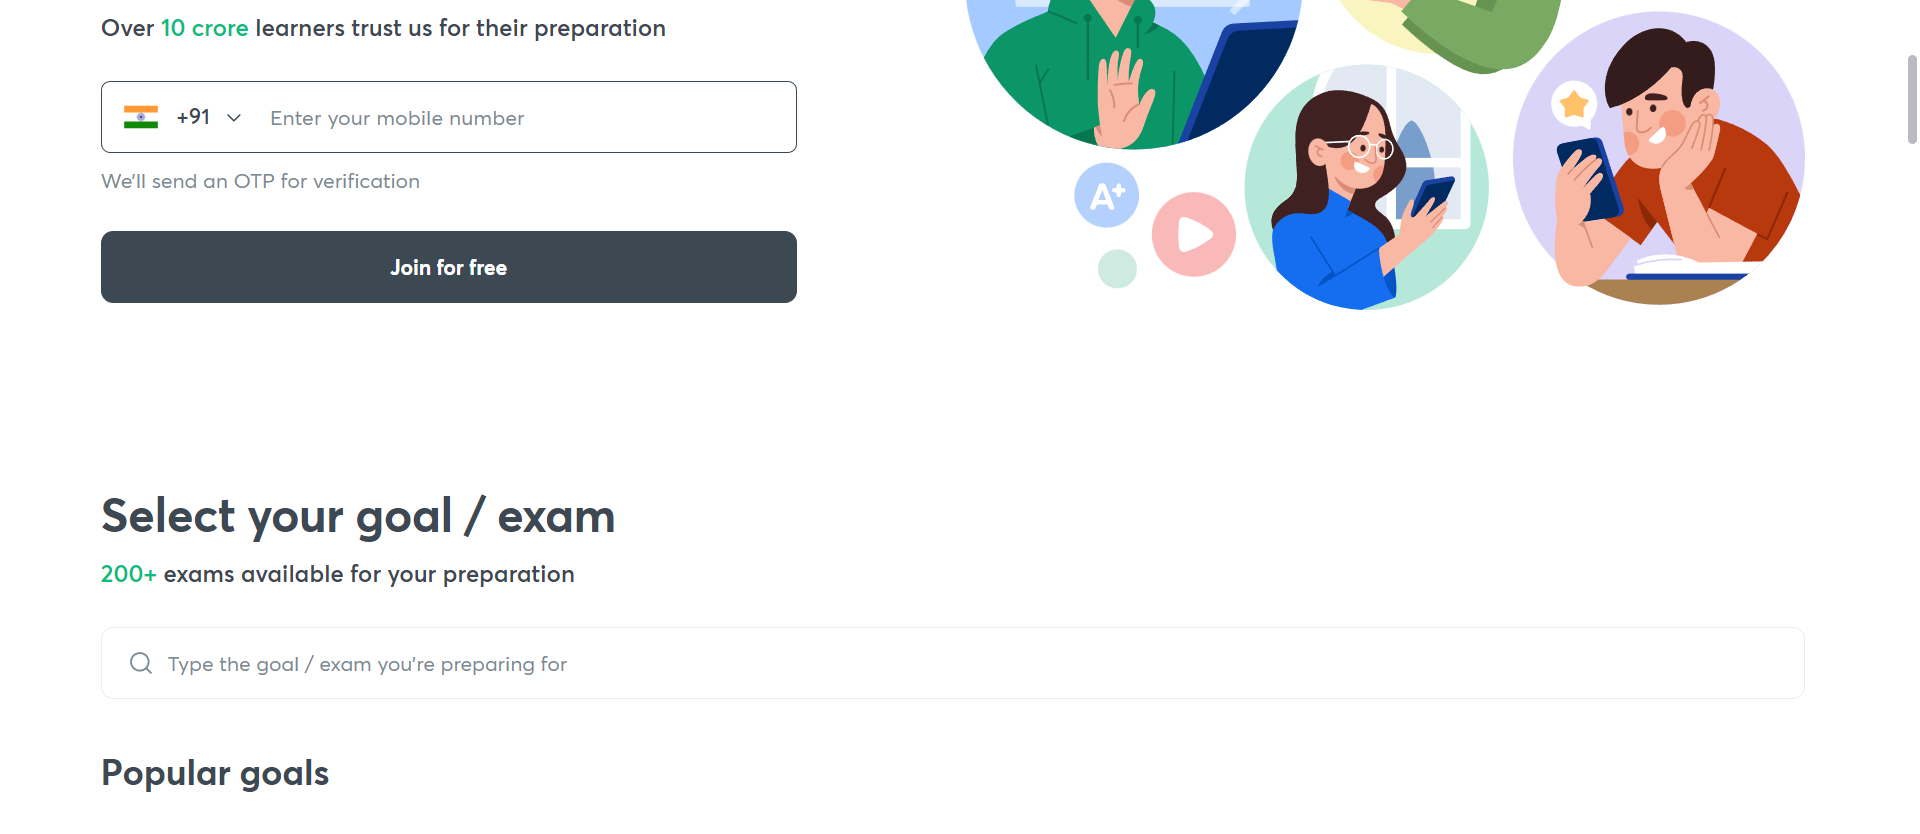 Over 10 crore learners trust us for their preparation
+91 Enter your mobile number
We'll send an OTP for verification
Join for free
A+
Select your goal / exam
200+ exams available for your preparation
Type the goal / exam you're preparing for
Popular goals